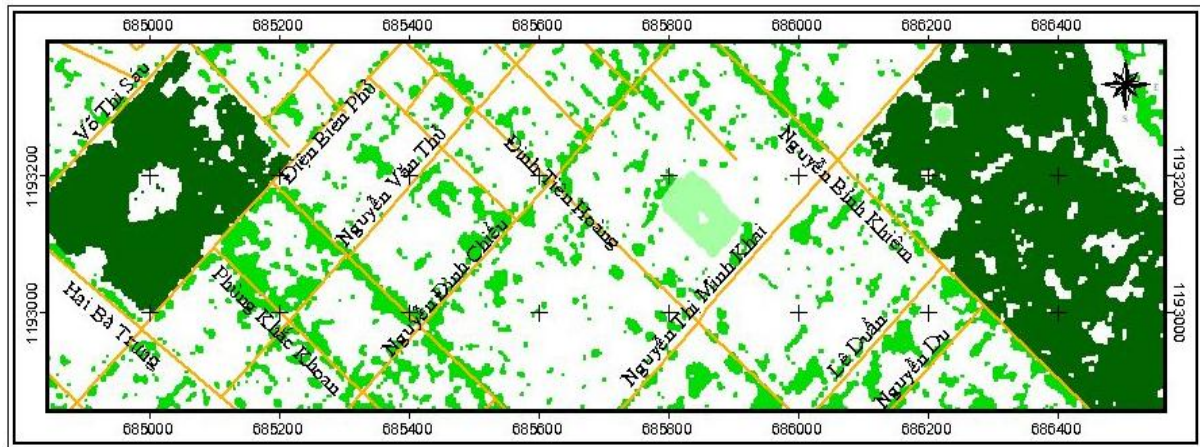 685000 685200 685400 685600 685800 686000 686200 686400
Võ Thi Sáu
Điện Biên Phủ
Nguyễn Văn Thủ
Đinh Tiên Hoàng
Nguyễn Bỉnh Khiêm
1193200
1193200
Hai Bà Trưng
Phùng Khắc Khoan
Nguyễn Đình Chiểu
Nguyễn Thi Minh Khai
Lê Duẩn
Nguyễn Du
1193000
1193000
685000 685200 685400 685600 685800 686000 686200 686400